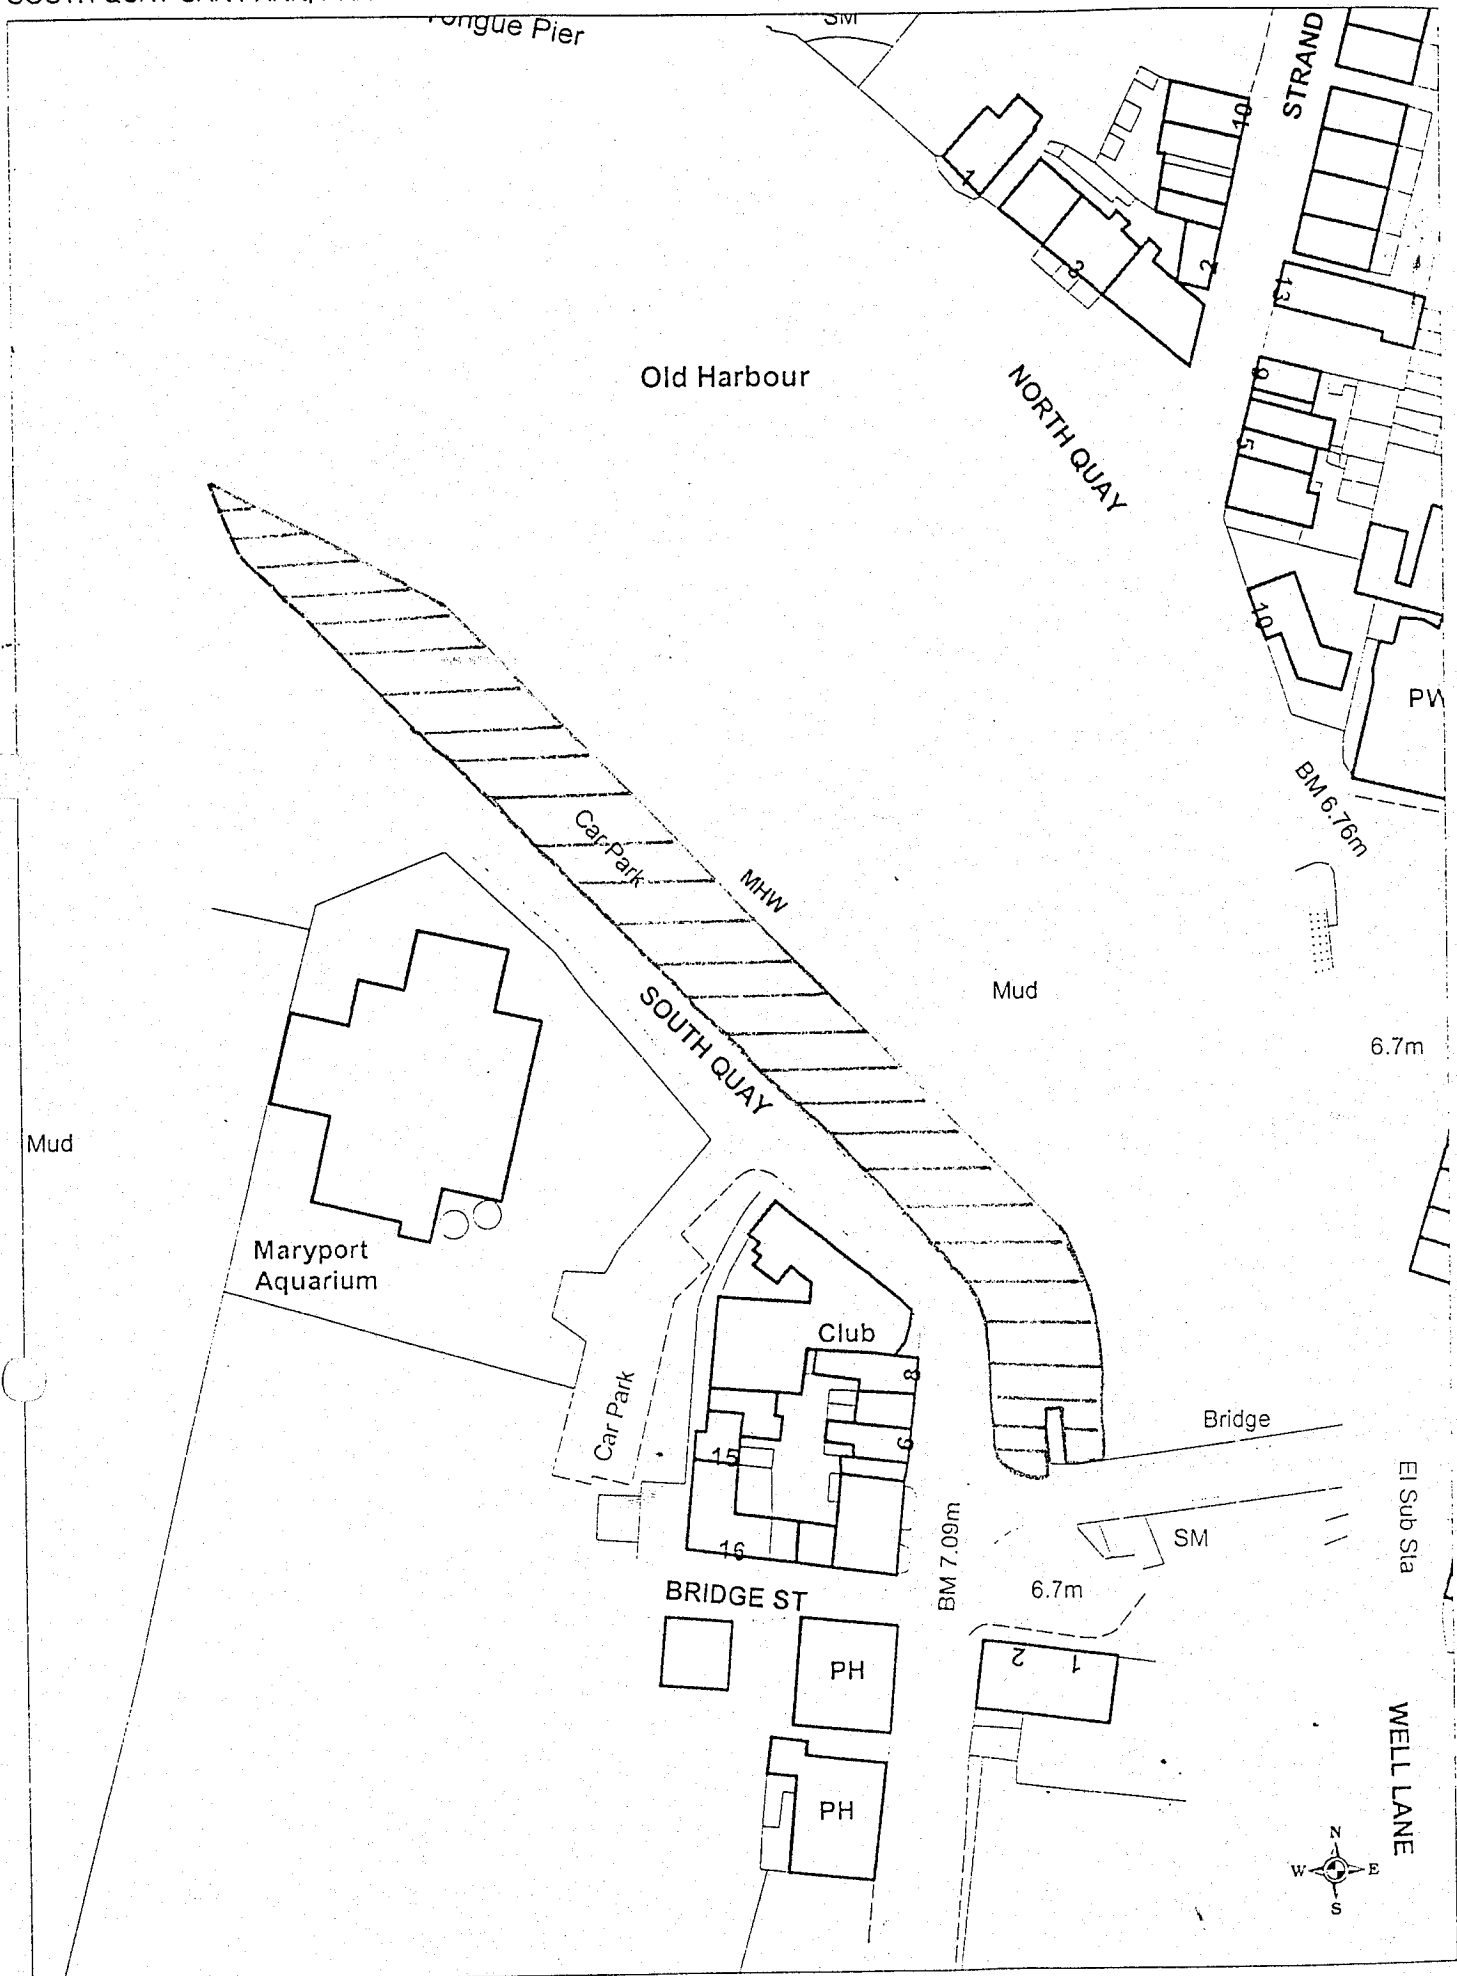 Tongue Pier
SM
STRAND
10
1
3
2
13
Old Harbour
NORTH QUAY
9
5
10
PW
BM 6.76m
Car Park
MHW
Mud
SOUTH QUAY
6.7m
Mud
Maryport
Aquarium
Club
8
Car Park
Bridge
6
15
El Sub Sta
BM 7.09m
SM
16
BRIDGE ST
6.7m
2
1
PH
WELL LANE
PH
N
W E
S